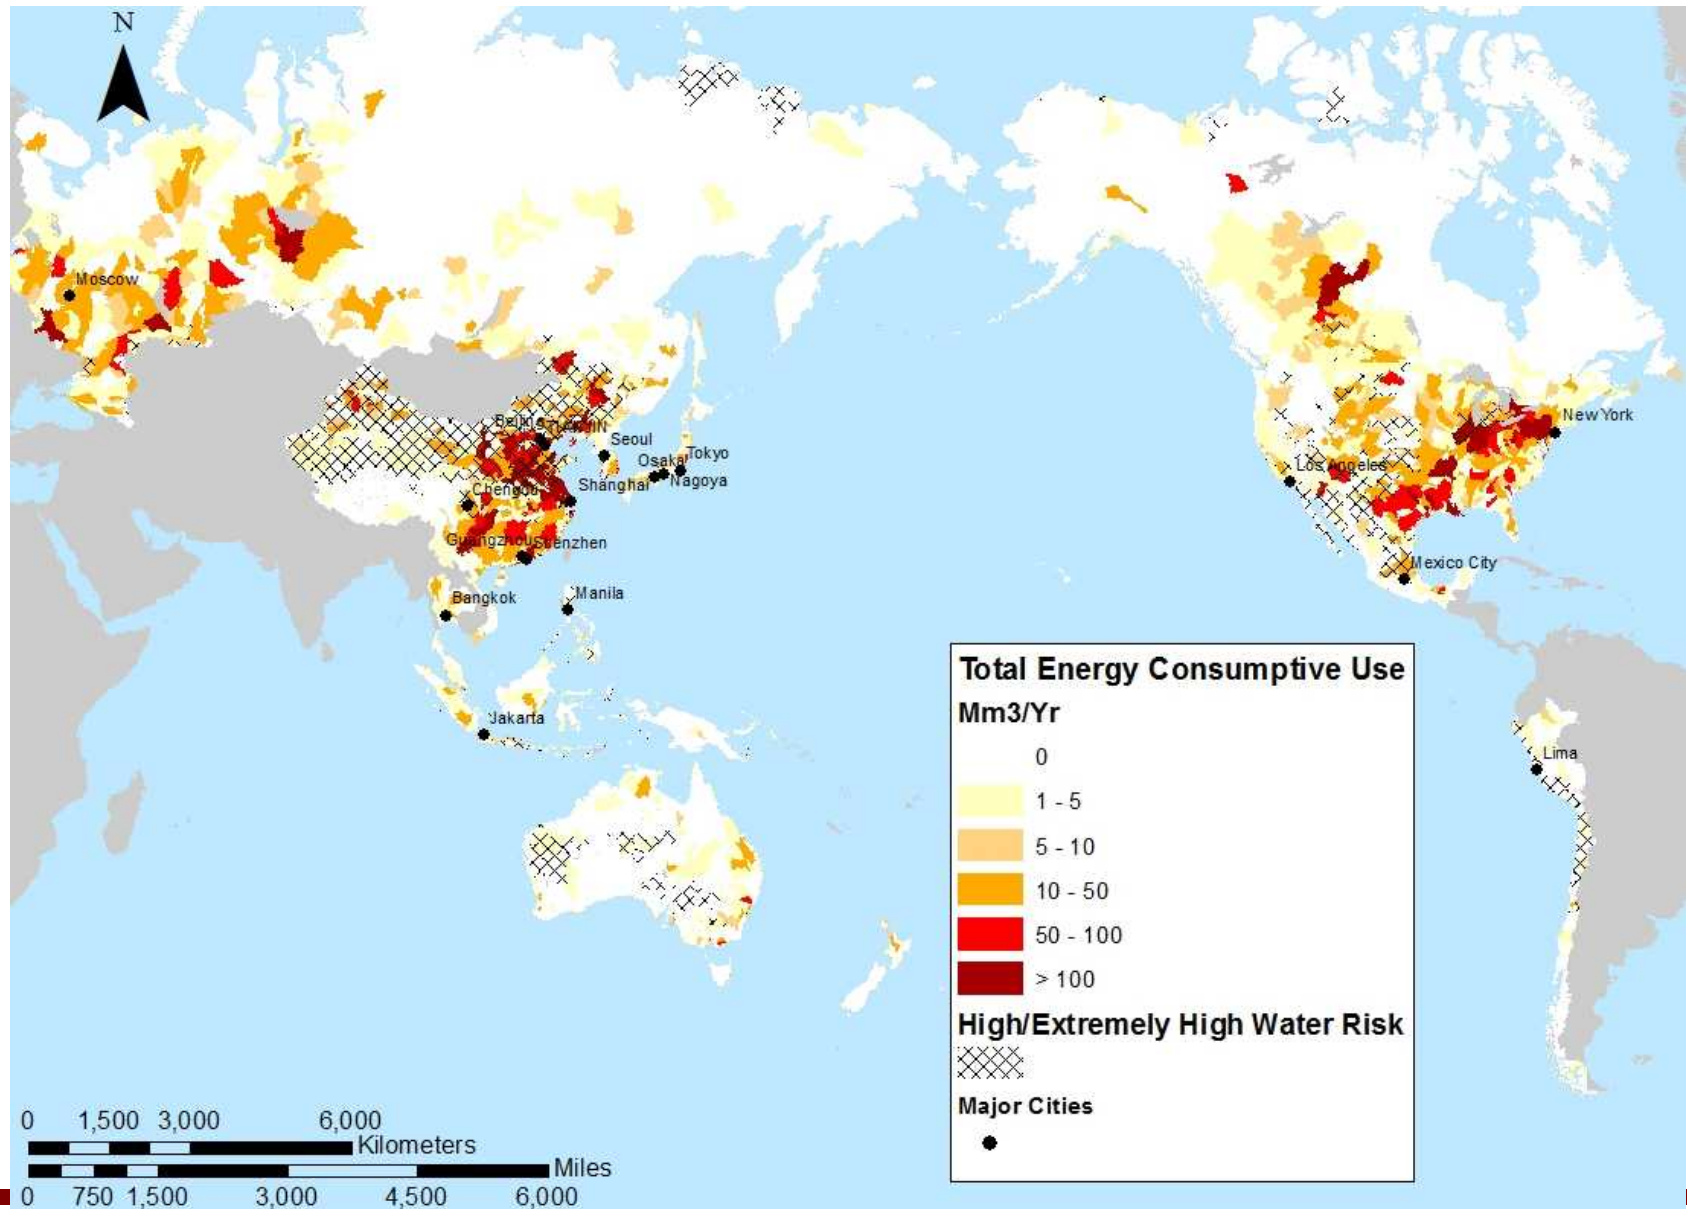 N
Moscow
Beijing
Seoul
Tokyo
Osaka
Nagoya
Shanghai
Chengdu
Guangzhou
Shenzhen
Bangkok
Manila
Jakarta
New York
Los Angeles
Mexico City
Lima
Total Energy Consumptive Use
Mm3/Yr
0
1 - 5
5 - 10
10 - 50
50 - 100
> 100
High/Extremely High Water Risk
Major Cities
0 1,500 3,000 6,000
Kilometers
Miles
0 750 1,500 3,000 4,500 6,000